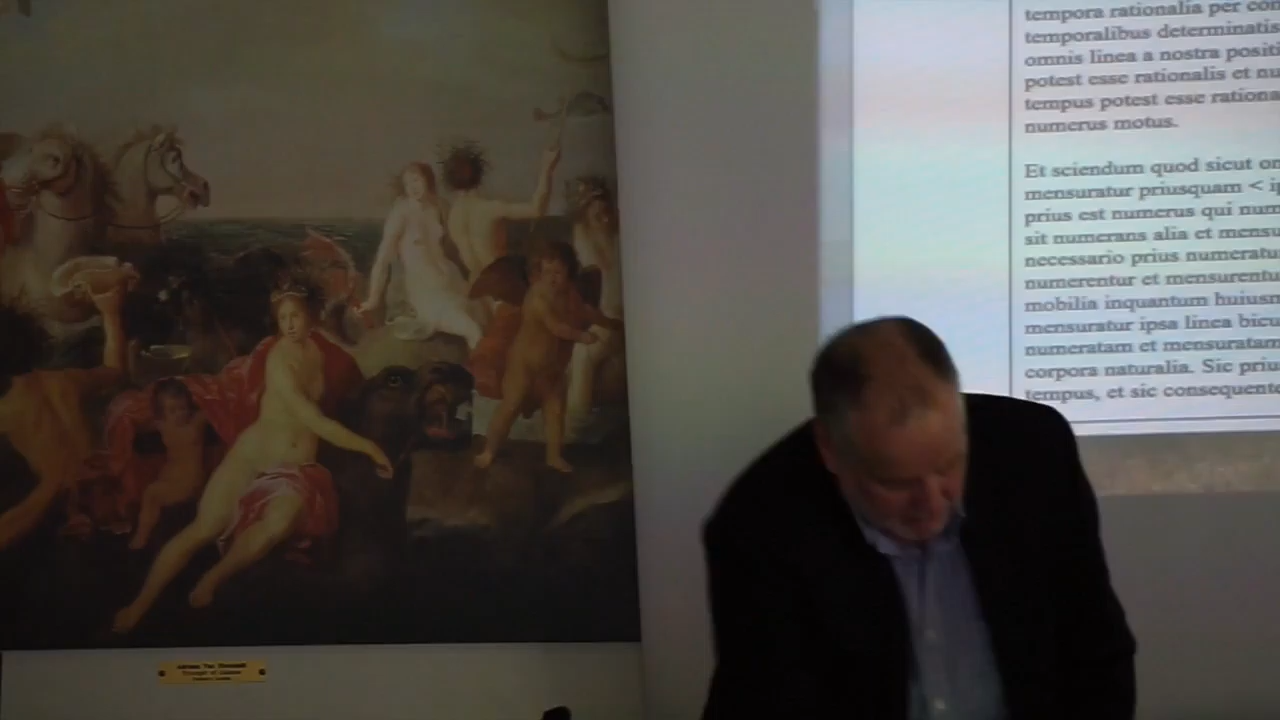 tempora rationalia per con
temporalibus determinatis
omnis linea a nostra positi
potest esse rationalis et nu
tempus potest esse rationa
numerus motus.
Et sciendum quod sicut om
mensuratur priusquam < i
prius est numerus qui num
sit numerans alia et mensu
necessario prius numeratu
numerentur et mensurentu
mobilia inquantum huiusm
mensuratur ipsa linea bicu
numeratam et mensuratam
corpora naturalia. Sic priu
tempus, et sic consequente